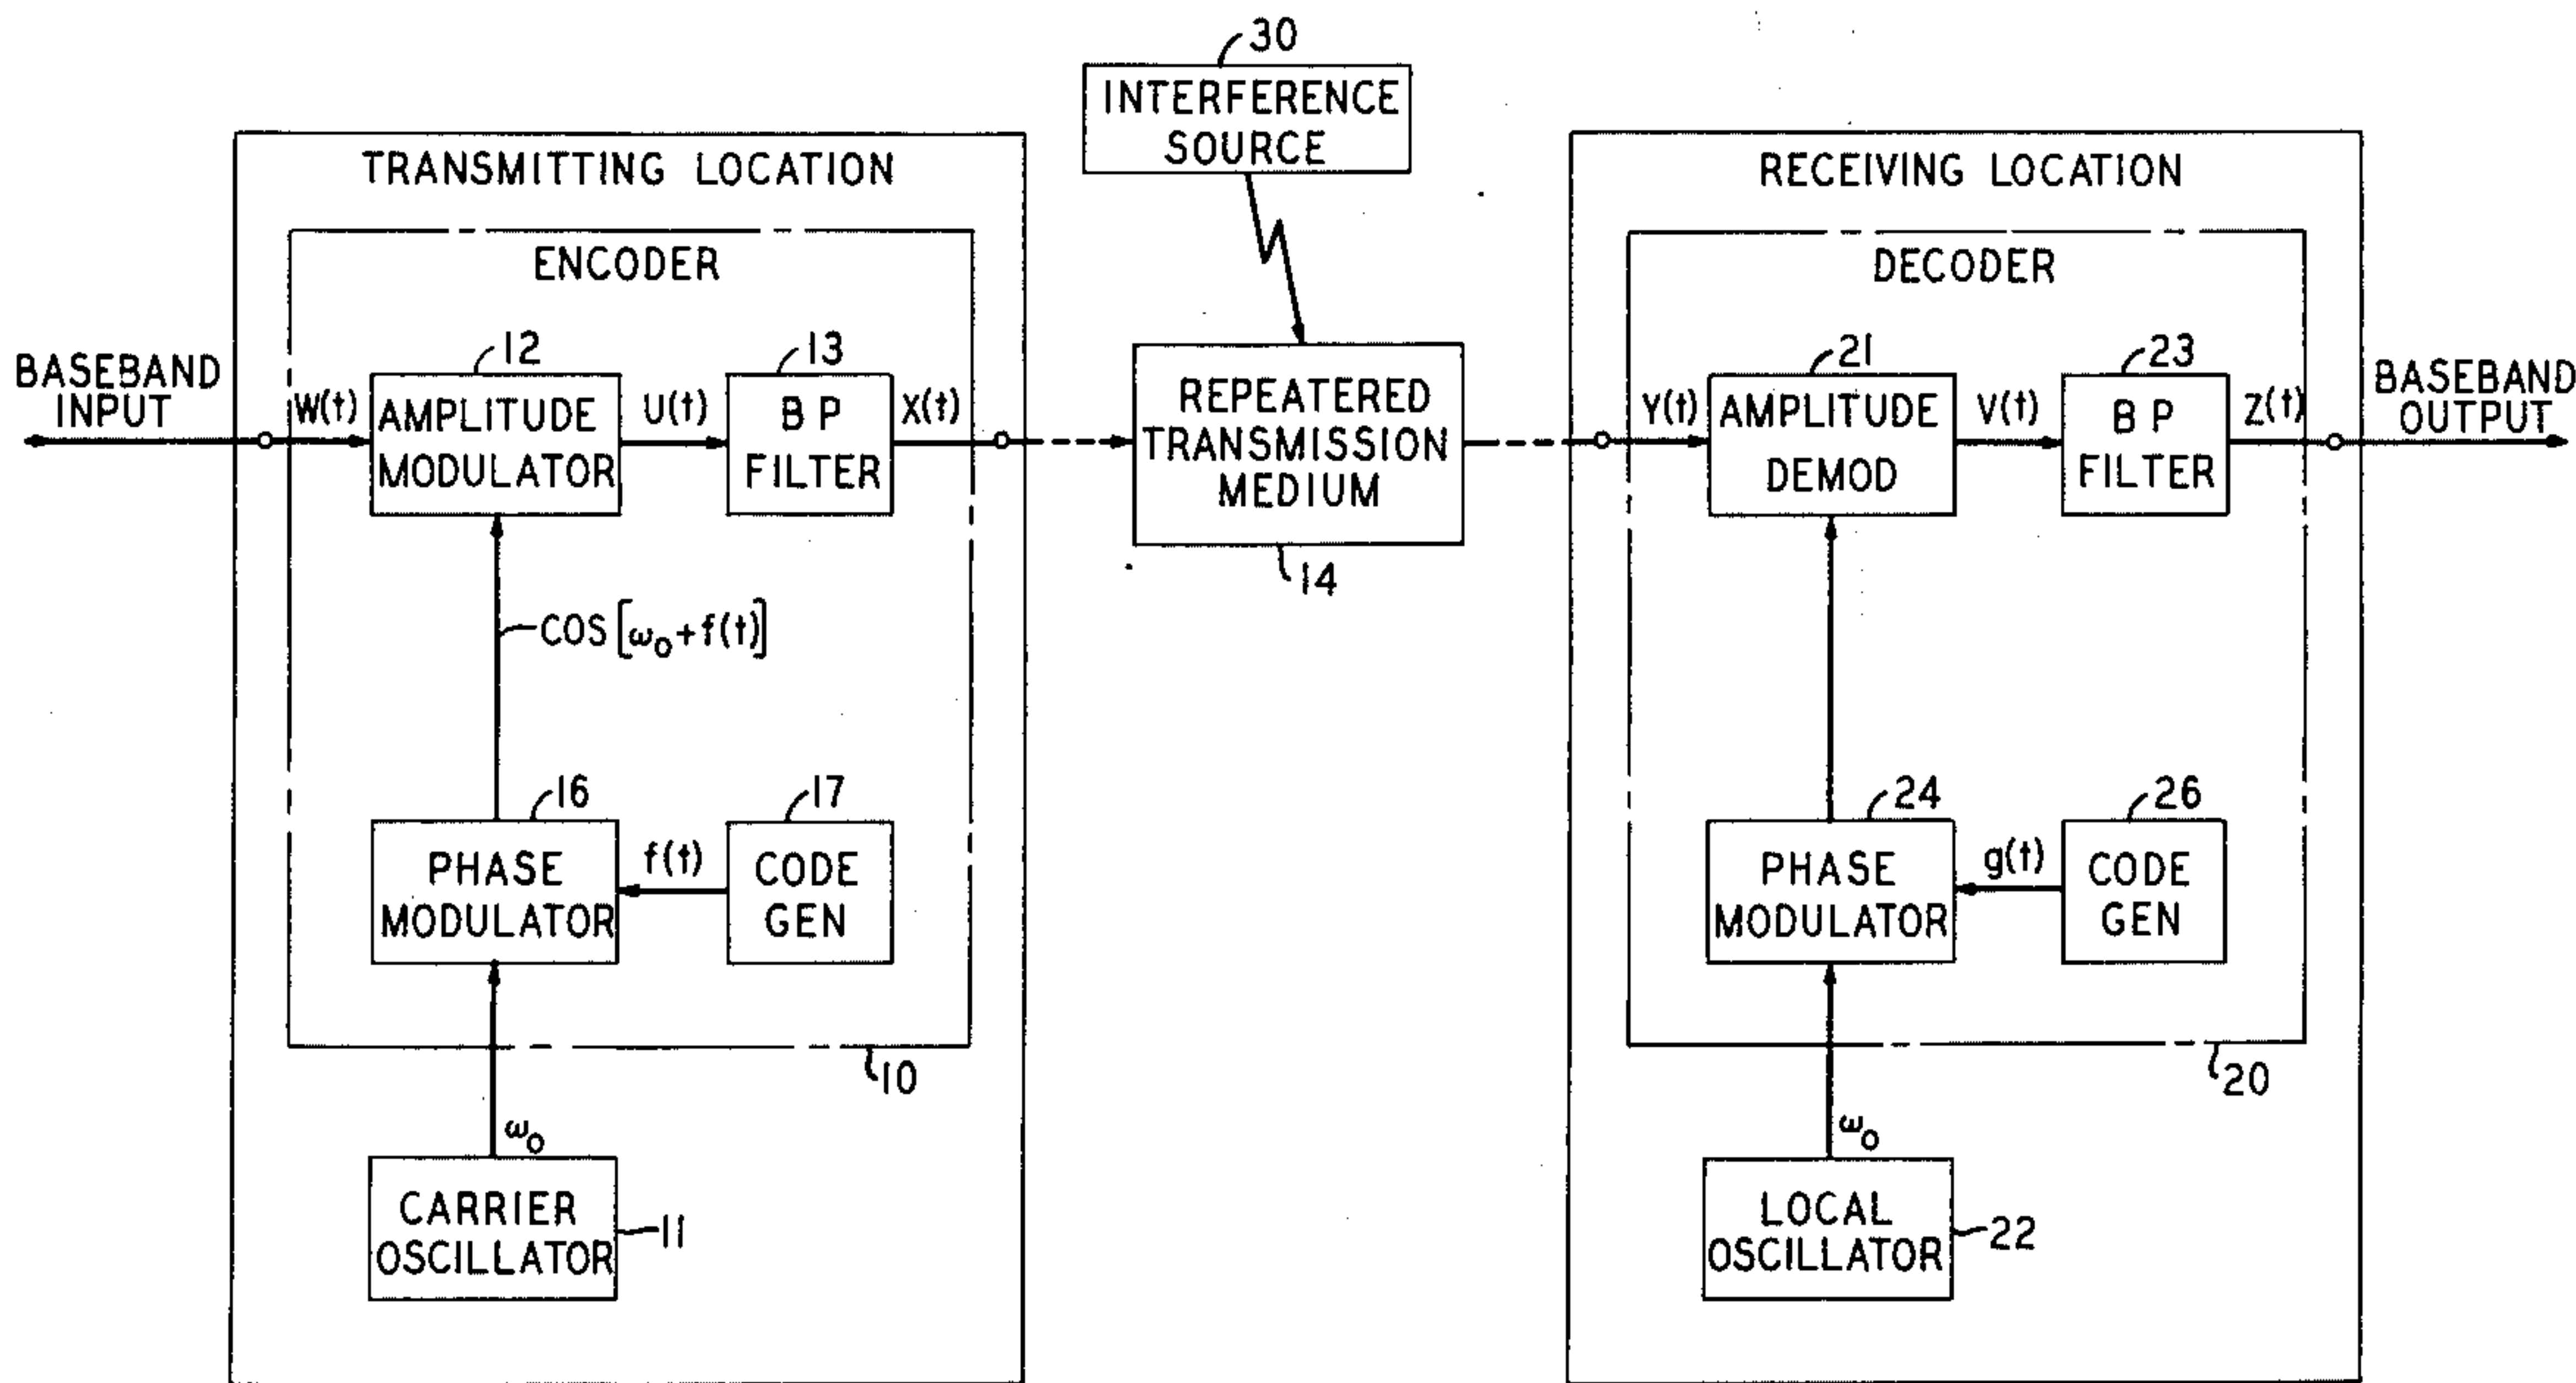 30
INTERFERENCE
SOURCE
TRANSMITTING LOCATION
ENCODER
BASEBAND
INPUT
W(t)
12
AMPLITUDE
MODULATOR
U(t)
13
BP
FILTER
X(t)
COS[ω₀+f(t)]
16
PHASE
MODULATOR
f(t)
17
CODE
GEN
10
ω₀
CARRIER
OSCILLATOR
11
REPEATERED
TRANSMISSION
MEDIUM
14
RECEIVING LOCATION
DECODER
Y(t)
21
AMPLITUDE
DEMOD
V(t)
23
BP
FILTER
Z(t)
BASEBAND
OUTPUT
24
PHASE
MODULATOR
g(t)
26
CODE
GEN
20
ω₀
LOCAL
OSCILLATOR
22